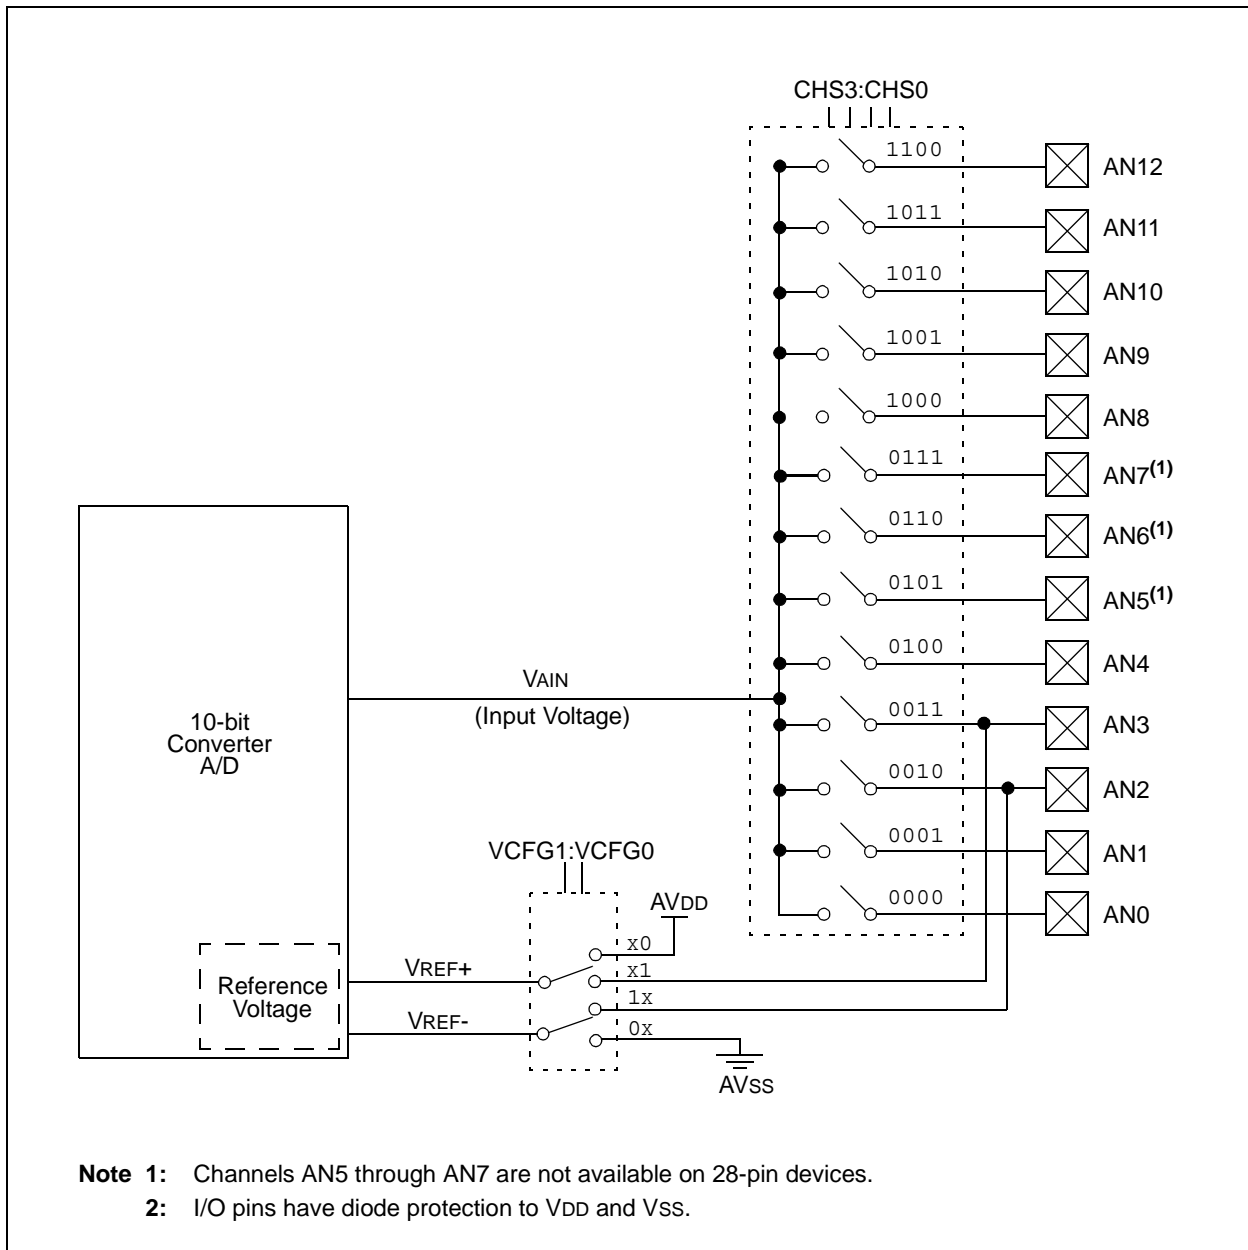 CHS3:CHS0
1100 AN12
1011 AN11
1010 AN10
1001 AN9
1000 AN8
0111 AN7(1)
0110 AN6(1)
0101 AN5(1)
0100 AN4
VAIN
(Input Voltage)
0011 AN3
10-bit
Converter
A/D
0010 AN2
0001 AN1
VCFG1:VCFG0
0000 AN0
AVDD
x0
VREF+
x1
Reference
Voltage
1x
VREF-
0x
AVSS
Note 1: Channels AN5 through AN7 are not available on 28-pin devices.
2: I/O pins have diode protection to VDD and VSS.